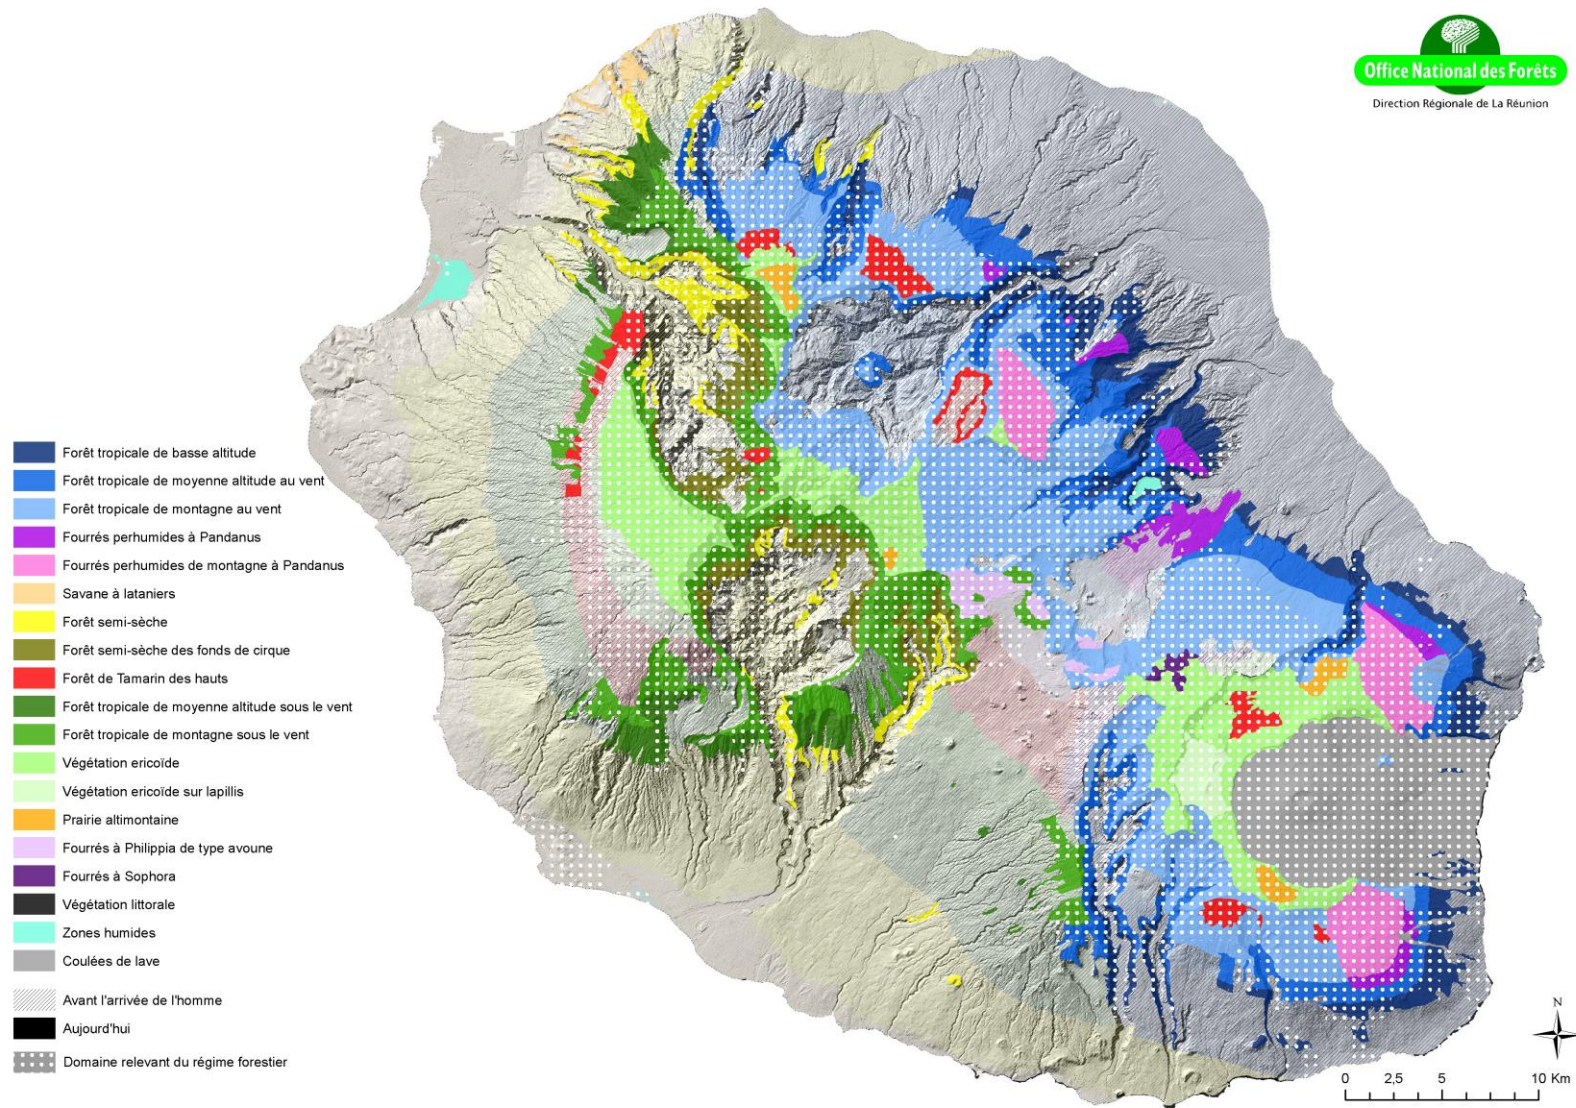 Office National des Forêts
Direction Régionale de La Réunion
Forêt tropicale de basse altitude
Forêt tropicale de moyenne altitude au vent
Forêt tropicale de montagne au vent
Fourrés perhumides à Pandanus
Fourrés perhumides de montagne à Pandanus
Savane à lataniers
Forêt semi-sèche
Forêt semi-sèche des fonds de cirque
Forêt de Tamarin des hauts
Forêt tropicale de moyenne altitude sous le vent
Forêt tropicale de montagne sous le vent
Végétation ericoïde
Végétation ericoïde sur lapillis
Prairie altimontaine
Fourrés à Philippia de type avoune
Fourrés à Sophora
Végétation littorale
Zones humides
Coulées de lave
Avant l'arrivée de l'homme
Aujourd'hui
Domaine relevant du régime forestier
N
0 2,5 5 10 Km